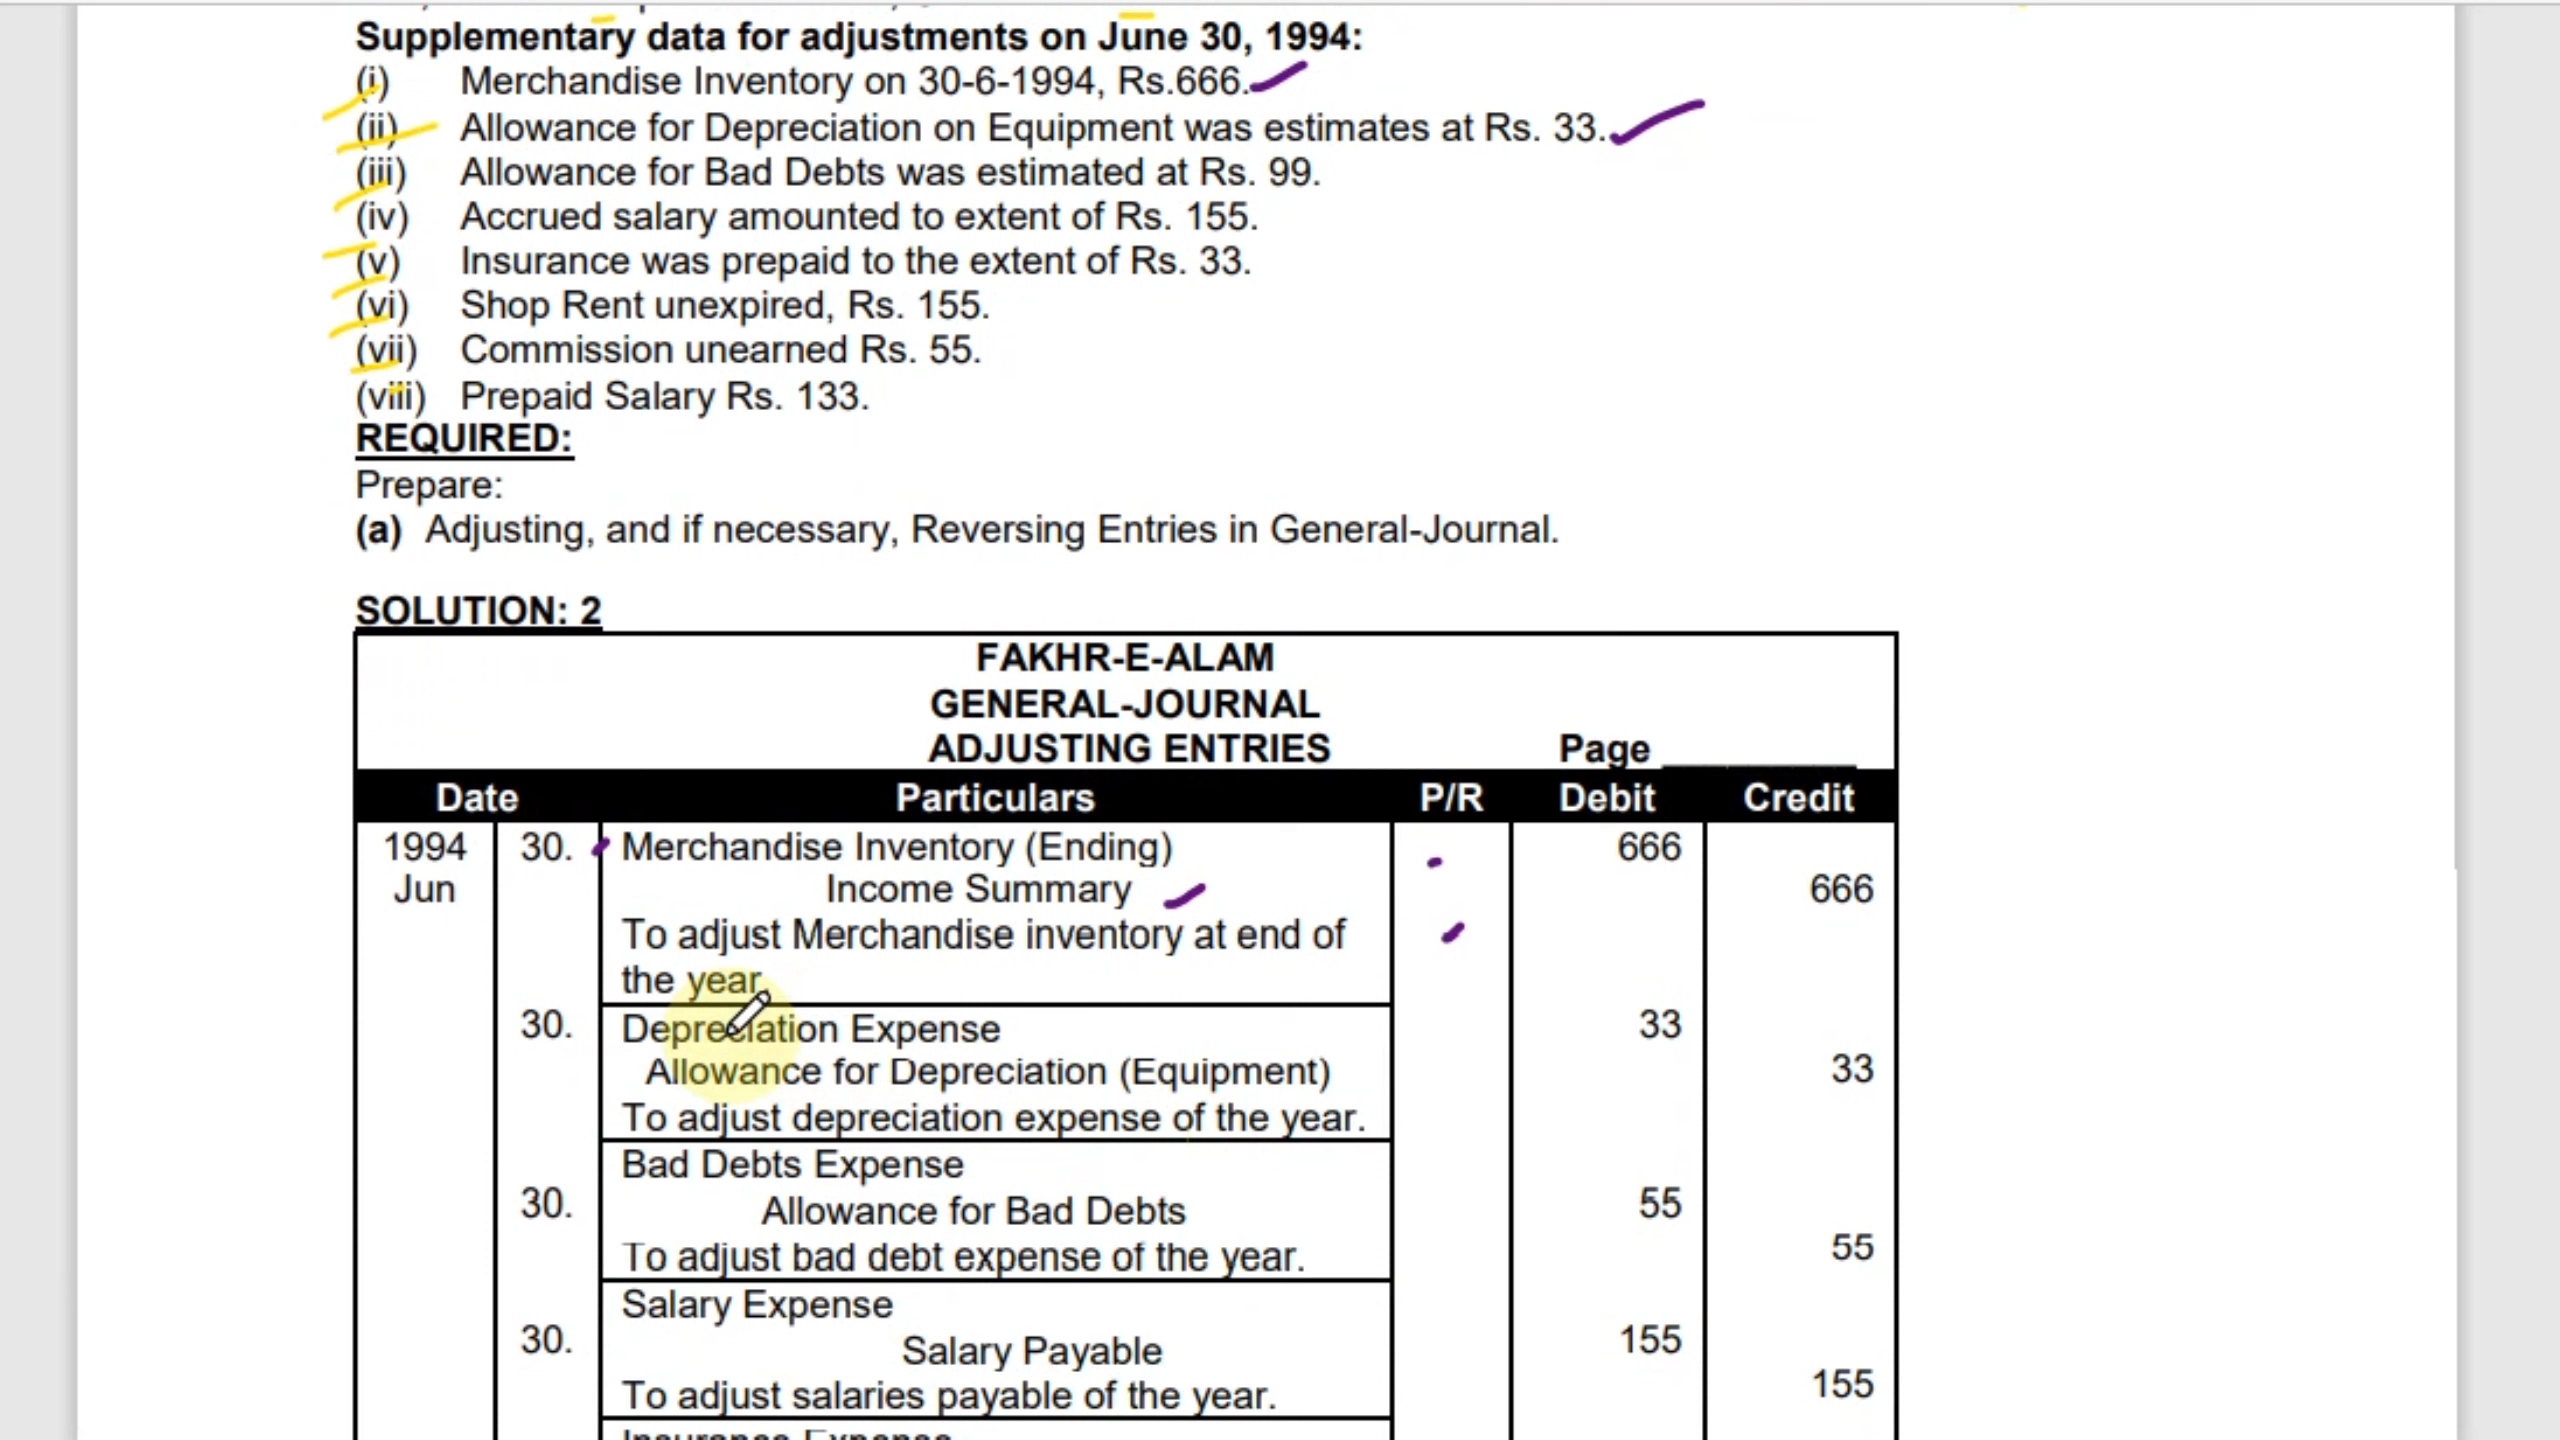 Supplementary data for adjustments on June 30, 1994:
(i) Merchandise Inventory on 30-6-1994, Rs.666.
(ii) Allowance for Depreciation on Equipment was estimates at Rs. 33.
(iii) Allowance for Bad Debts was estimated at Rs. 99.
(iv) Accrued salary amounted to extent of Rs. 155.
(v) Insurance was prepaid to the extent of Rs. 33.
(vi) Shop Rent unexpired, Rs. 155.
(vii) Commission unearned Rs. 55.
(viii) Prepaid Salary Rs. 133.
REQUIRED:
Prepare:
(a) Adjusting, and if necessary, Reversing Entries in General-Journal.
SOLUTION: 2
FAKHR-E-ALAM
GENERAL-JOURNAL
ADJUSTING ENTRIES Page
Date Particulars P/R Debit Credit
1994 30. Merchandise Inventory (Ending) 666
Jun Income Summary 666
To adjust Merchandise inventory at end of
the year.
30. Depreciation Expense 33
Allowance for Depreciation (Equipment) 33
To adjust depreciation expense of the year.
Bad Debts Expense
30. Allowance for Bad Debts 55
To adjust bad debt expense of the year. 55
Salary Expense
30. Salary Payable 155
To adjust salaries payable of the year. 155
Insurance Expense